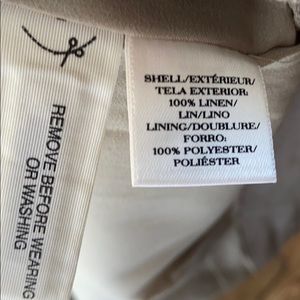 SHELL/EXTÉRIEUR/
TELA EXTERIOR:
100% LINEN/
LIN/LINO
LINING/DOUBLURE/
FORRO:
100% POLYESTER/
POLIÉSTER
REMOVE BEFORE WEARING
OR WASHING